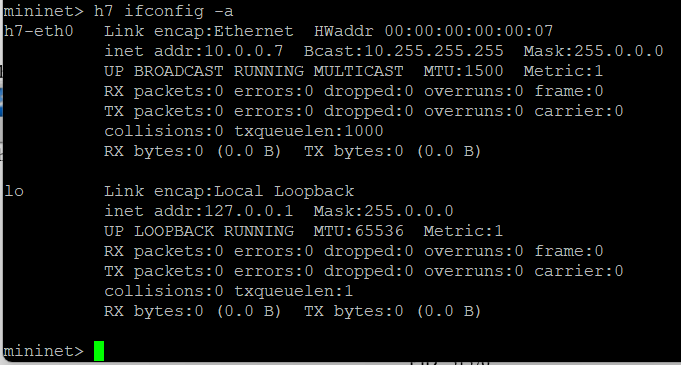 mininet> h7 ifconfig -a
h7-eth0   Link encap:Ethernet  HWaddr 00:00:00:00:00:07
          inet addr:10.0.0.7  Bcast:10.255.255.255  Mask:255.0.0.0
          UP BROADCAST RUNNING MULTICAST  MTU:1500  Metric:1
          RX packets:0 errors:0 dropped:0 overruns:0 frame:0
          TX packets:0 errors:0 dropped:0 overruns:0 carrier:0
          collisions:0 txqueuelen:1000
          RX bytes:0 (0.0 B)  TX bytes:0 (0.0 B)

lo        Link encap:Local Loopback
          inet addr:127.0.0.1  Mask:255.0.0.0
          UP LOOPBACK RUNNING  MTU:65536  Metric:1
          RX packets:0 errors:0 dropped:0 overruns:0 frame:0
          TX packets:0 errors:0 dropped:0 overruns:0 carrier:0
          collisions:0 txqueuelen:1
          RX bytes:0 (0.0 B)  TX bytes:0 (0.0 B)

mininet>